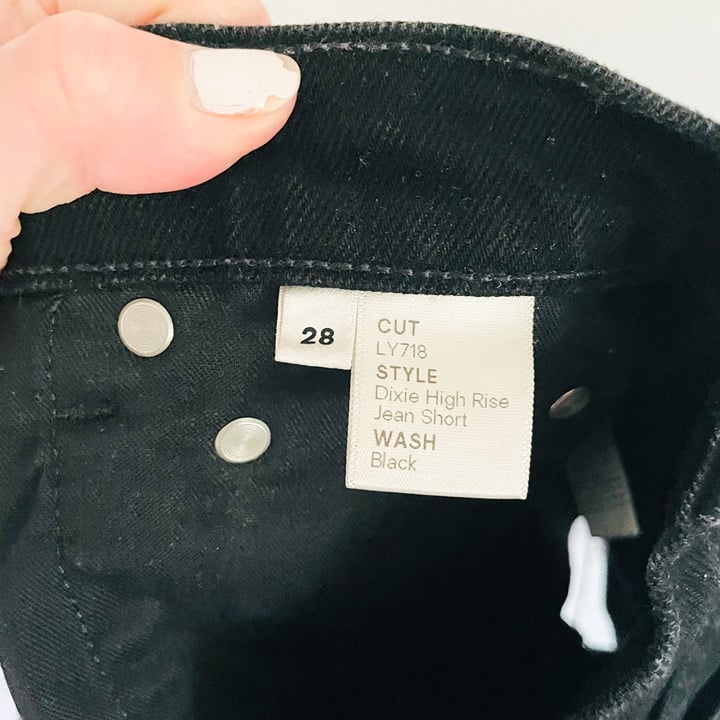 28
CUT
LY718
STYLE
Dixie High Rise
Jean Short
WASH
Black